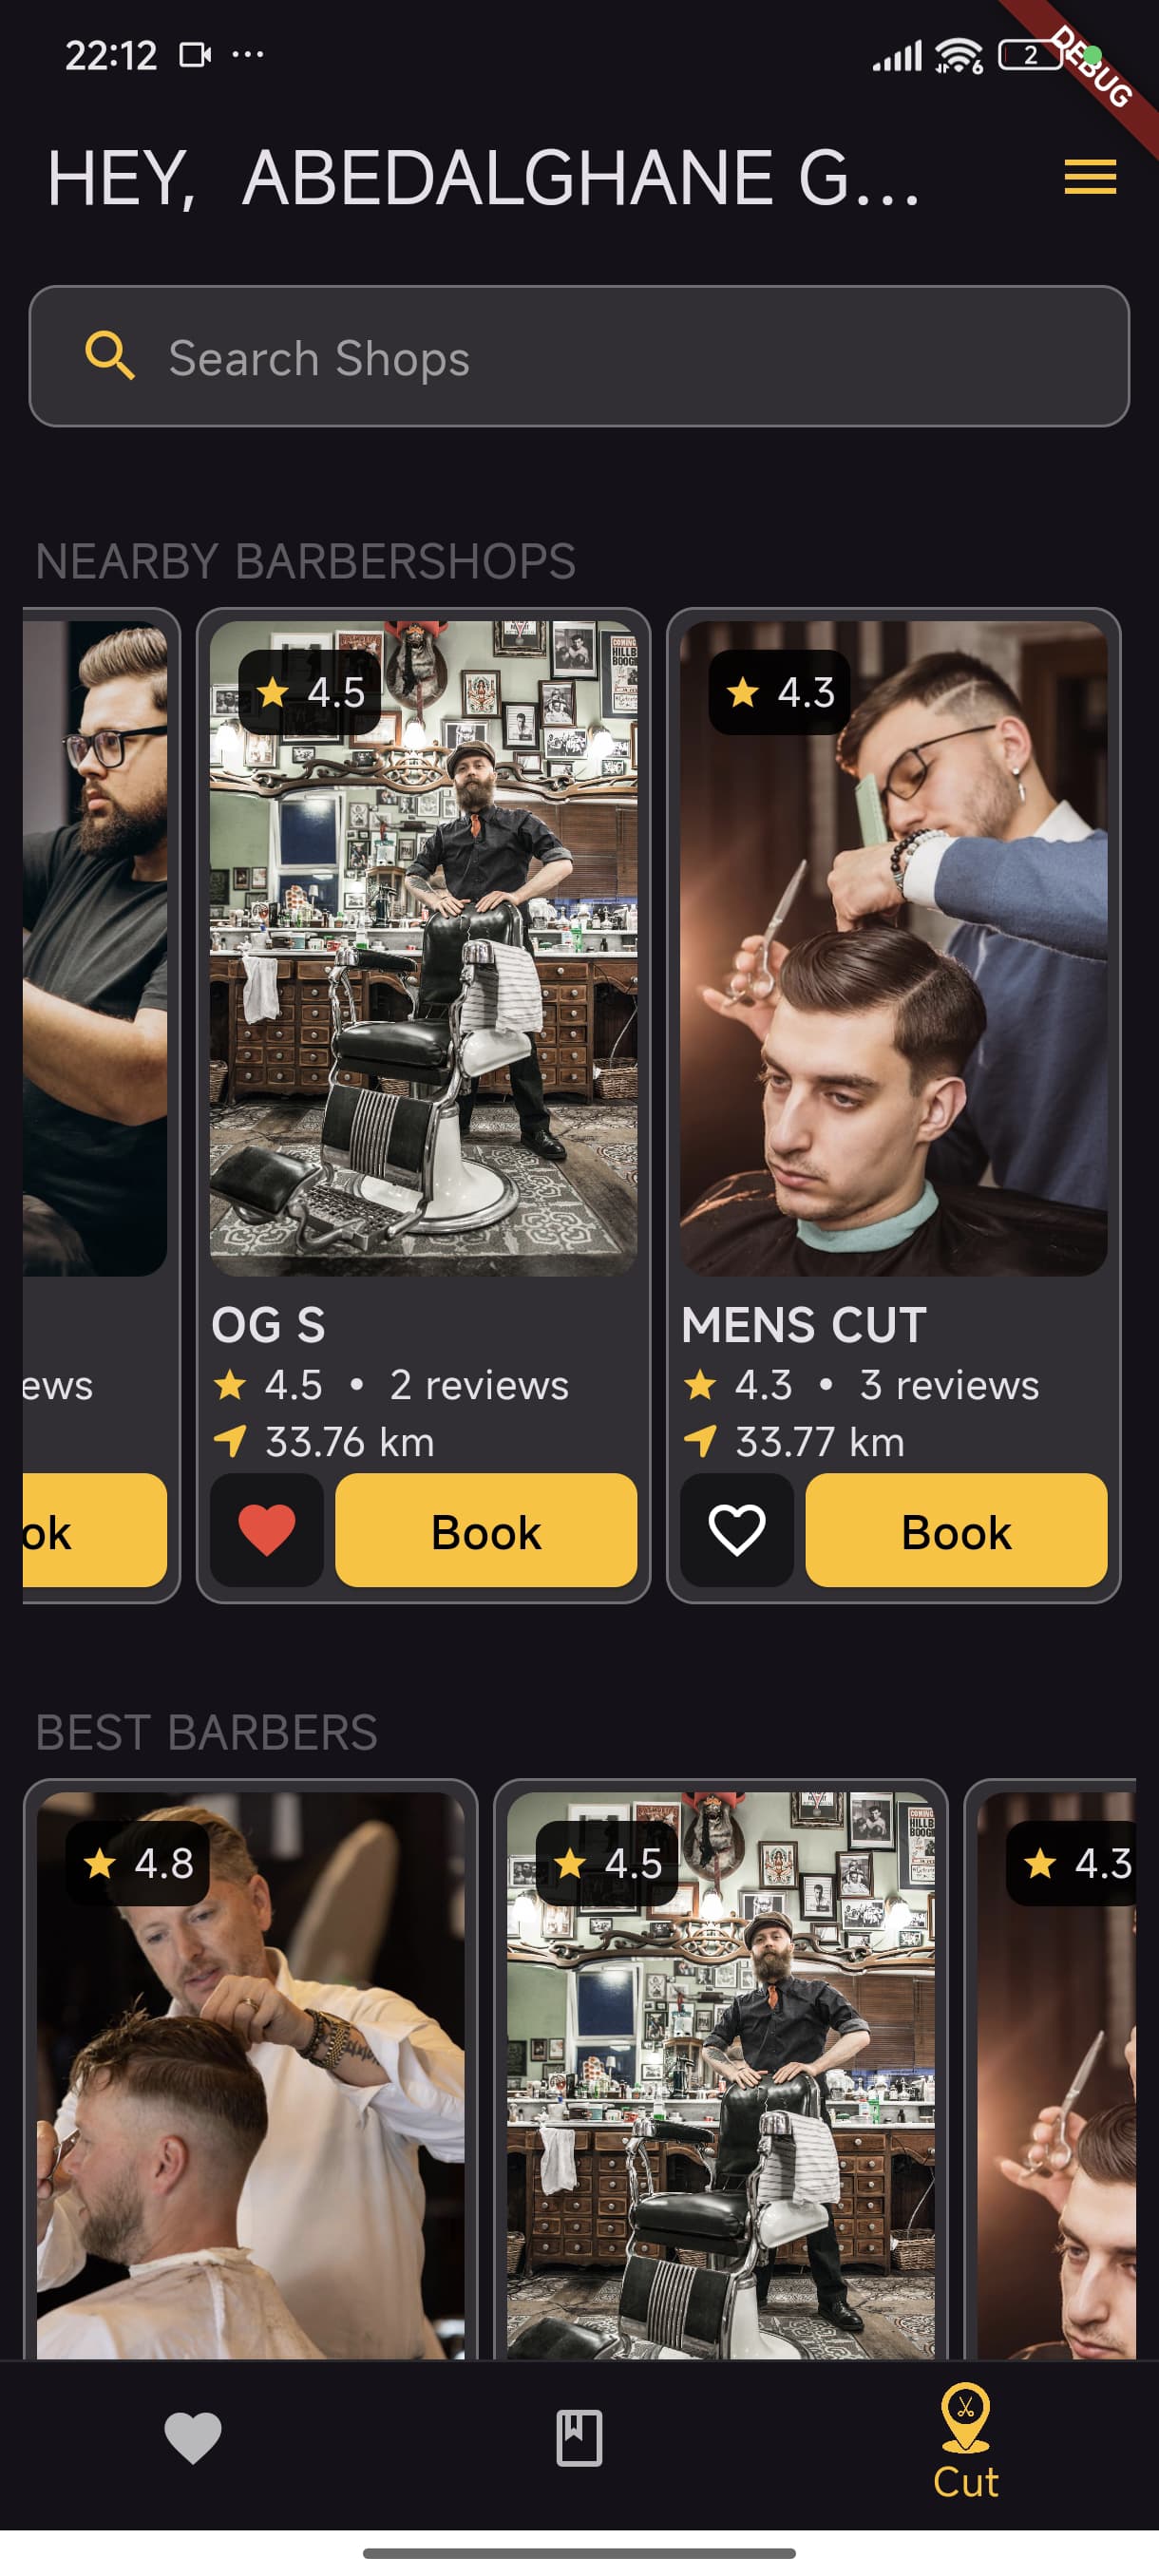 22:12
2
DEBUG
HEY, ABEDALGHANE G...
Search Shops
NEARBY BARBERSHOPS
4.5
4.3
OG S
MENS CUT
ews
4.5 • 2 reviews
4.3 • 3 reviews
33.76 km
33.77 km
ok
Book
Book
BEST BARBERS
4.8
4.5
4.3
Cut